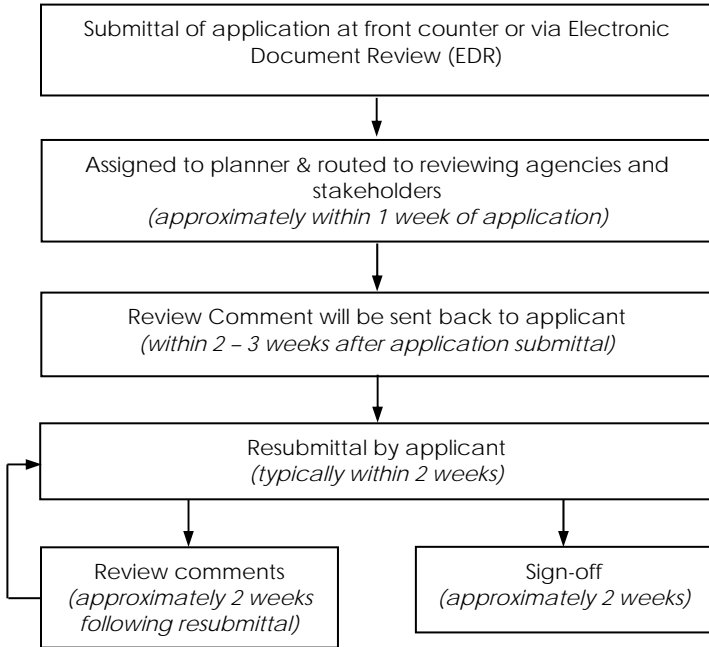 Submittal of application at front counter or via Electronic
Document Review (EDR)
Assigned to planner & routed to reviewing agencies and
stakeholders
(approximately within 1 week of application)
Review Comment will be sent back to applicant
(within 2 – 3 weeks after application submittal)
Resubmittal by applicant
(typically within 2 weeks)
Review comments
(approximately 2 weeks
following resubmittal)
Sign-off
(approximately 2 weeks)